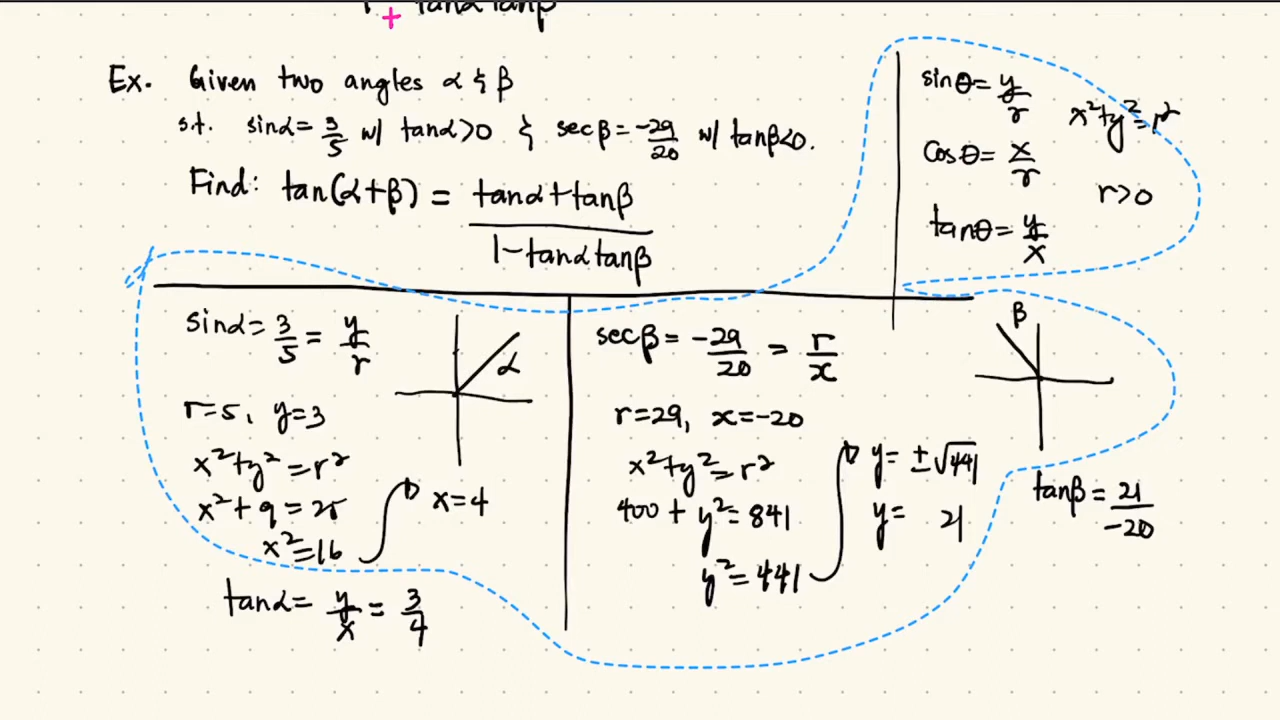 + tanα tanβ
Ex. Given two angles α & β
s.t. sinα = 3/5 w/ tanα>0 & secβ = -29/20 w/ tanβ<0.
Find: tan(α+β) = (tanα + tanβ)/(1 - tanα tanβ)
sinθ = y/r
x²+y²=r²
cosθ = x/r
r>0
tanθ = y/x
sinα = 3/5 = y/r
α
r=5, y=3
x²+y²=r²
x²+9=25
x²=16
x=4
tanα = y/x = 3/4
secβ = -29/20 = r/x
β
r=29, x=-20
x²+y²=r²
400+y²=841
y²=441
y=±√441
y= 21
tanβ = 21/-20